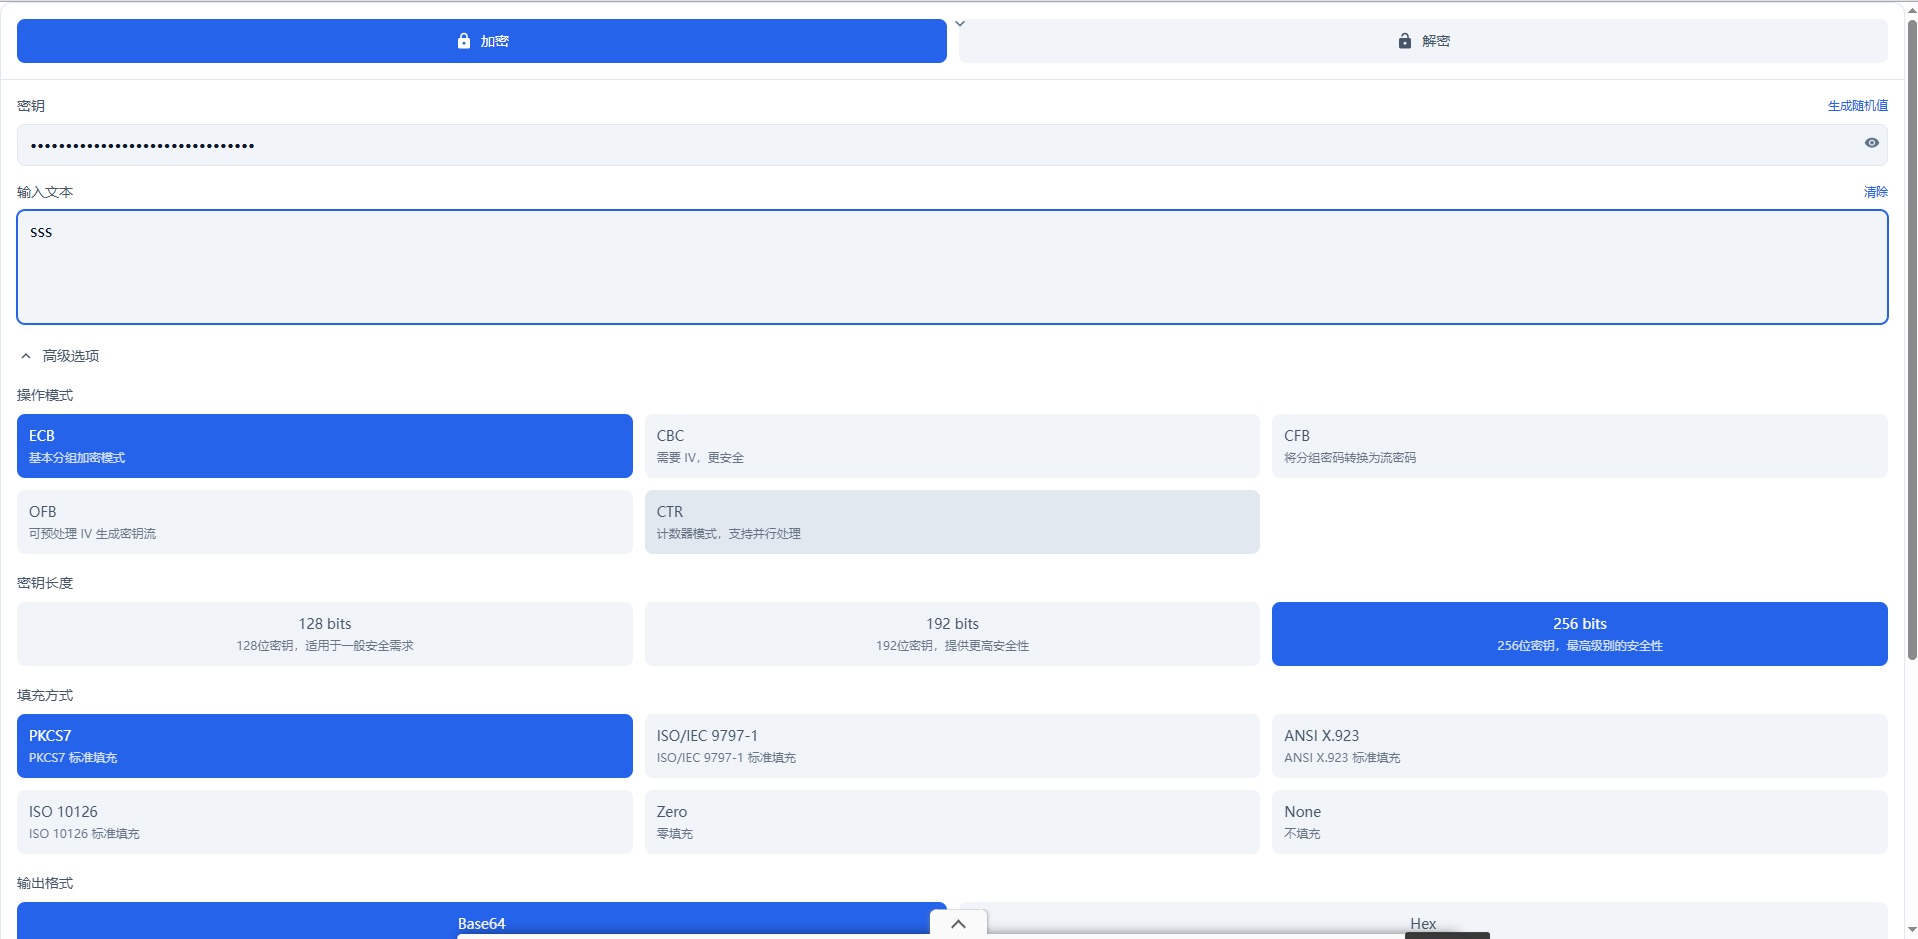 加密
解密
密钥
生成随机值
••••••••••••••••••••••••••••••••
输入文本
清除
sss
高级选项
操作模式
ECB
基本分组加密模式
CBC
需要 IV，更安全
CFB
将分组密码转换为流密码
OFB
可预处理 IV 生成密钥流
CTR
计数器模式，支持并行处理
密钥长度
128 bits
128位密钥，适用于一般安全需求
192 bits
192位密钥，提供更高安全性
256 bits
256位密钥，最高级别的安全性
填充方式
PKCS7
PKCS7 标准填充
ISO/IEC 9797-1
ISO/IEC 9797-1 标准填充
ANSI X.923
ANSI X.923 标准填充
ISO 10126
ISO 10126 标准填充
Zero
零填充
None
不填充
输出格式
Base64
Hex